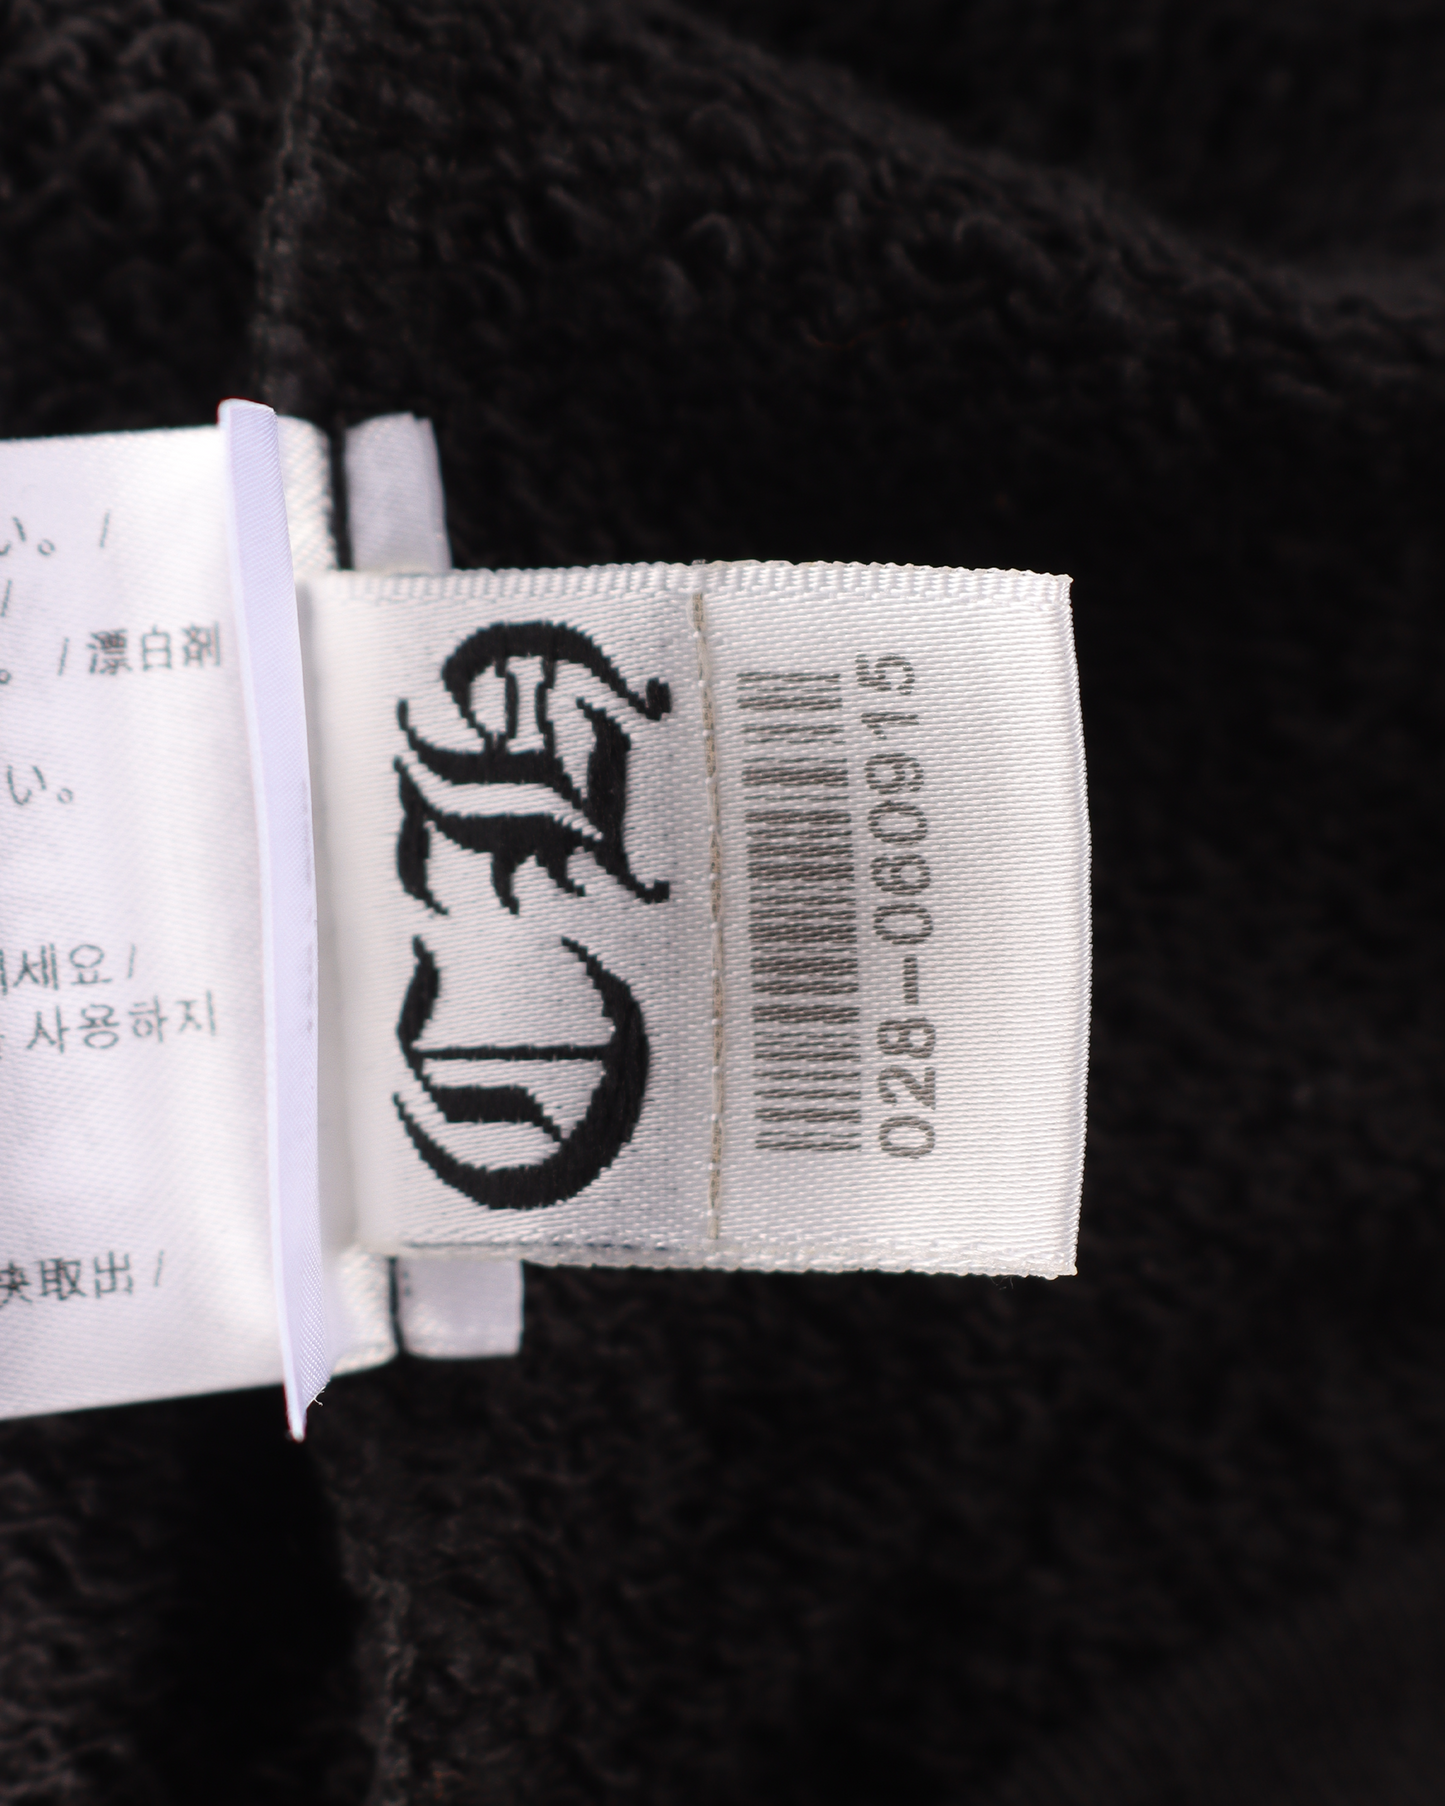 い。 /
/
。 / 漂白剤
い。
세요 /
사용하지
取出 /
CH
028-060915